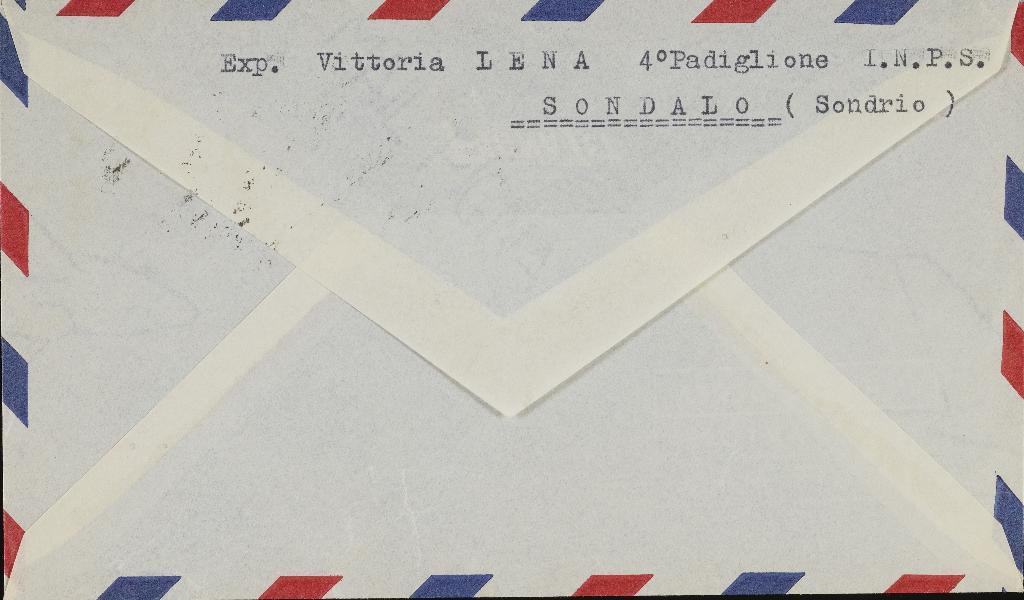 Exp. Vittoria L E N A 4°Padiglione I.N.P.S.
S O N D A L O ( Sondrio )